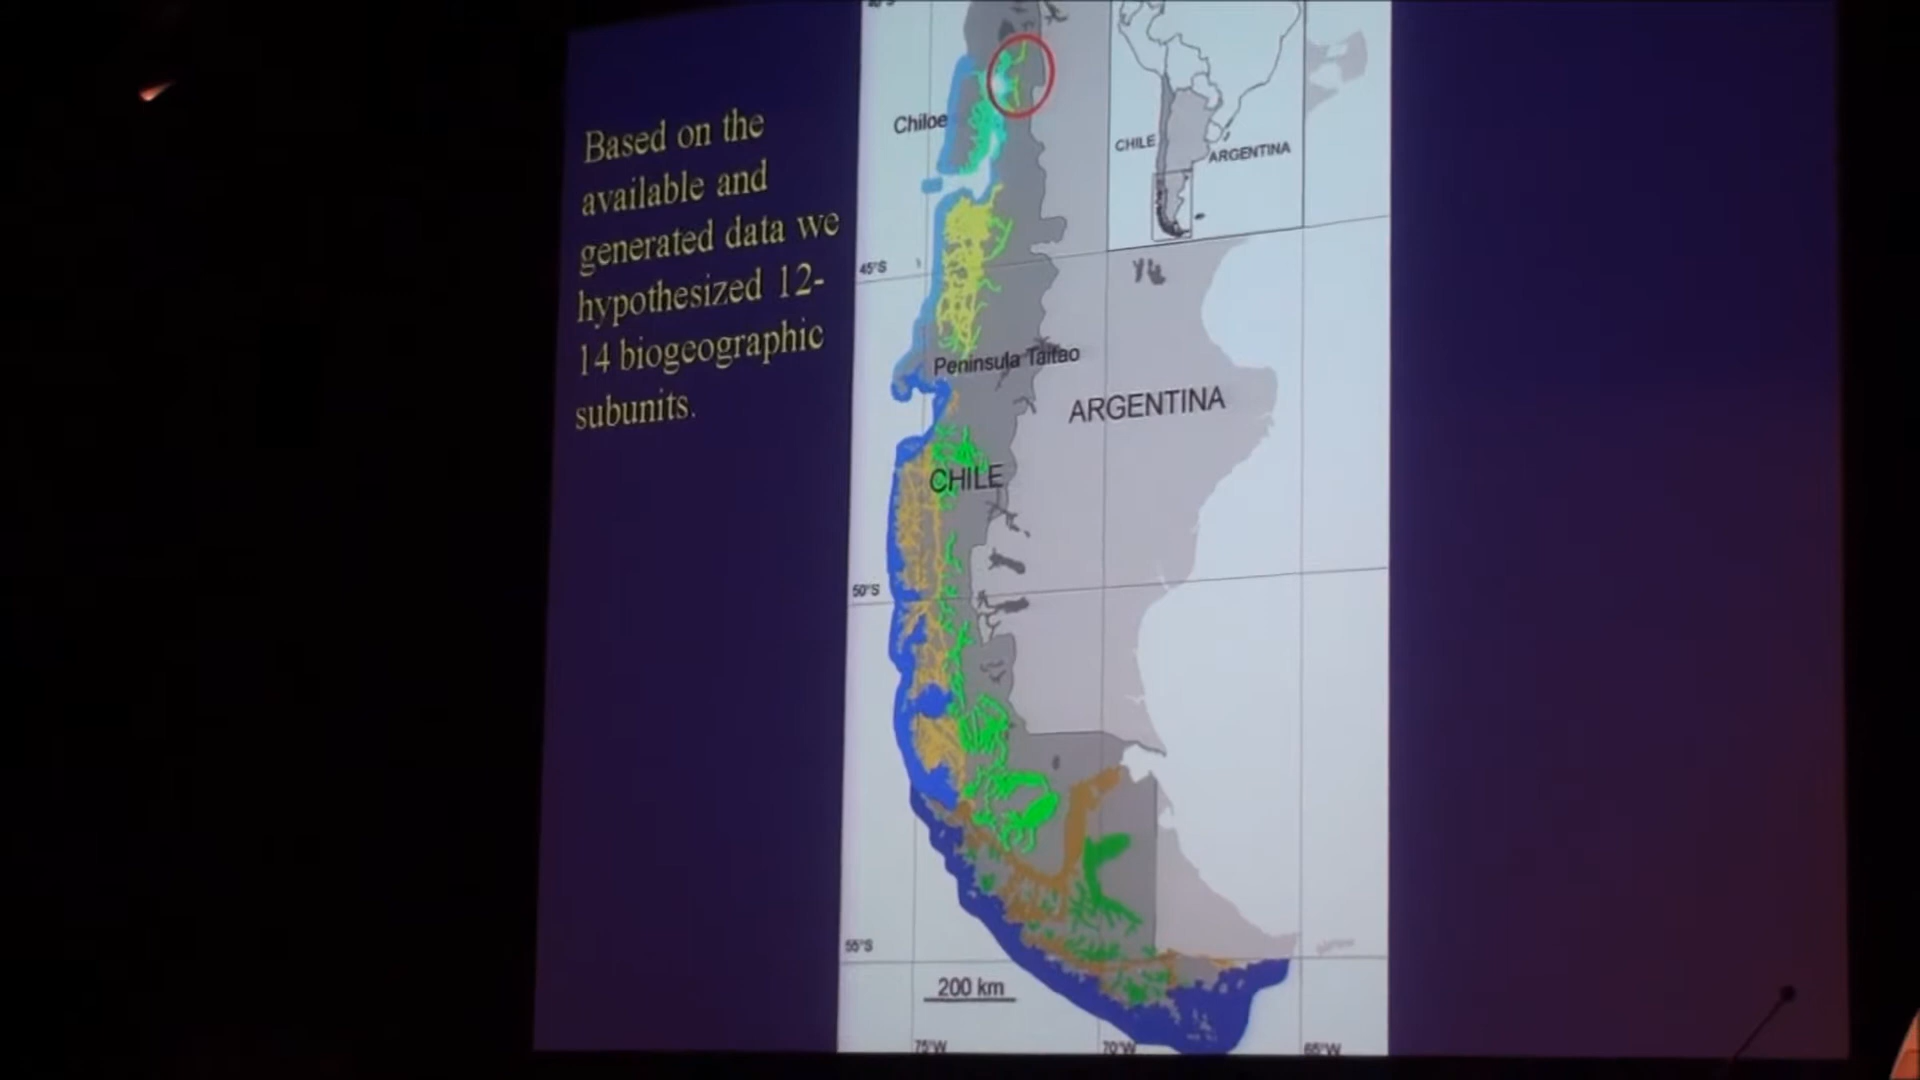 Based on the
available and
generated data we
hypothesized 12-
14 biogeographic
subunits.
Chiloe
CHILE
ARGENTINA
45°S
Peninsula Taitao
ARGENTINA
CHILE
50°S
55°S
200 km
75°W
70°W
65°W